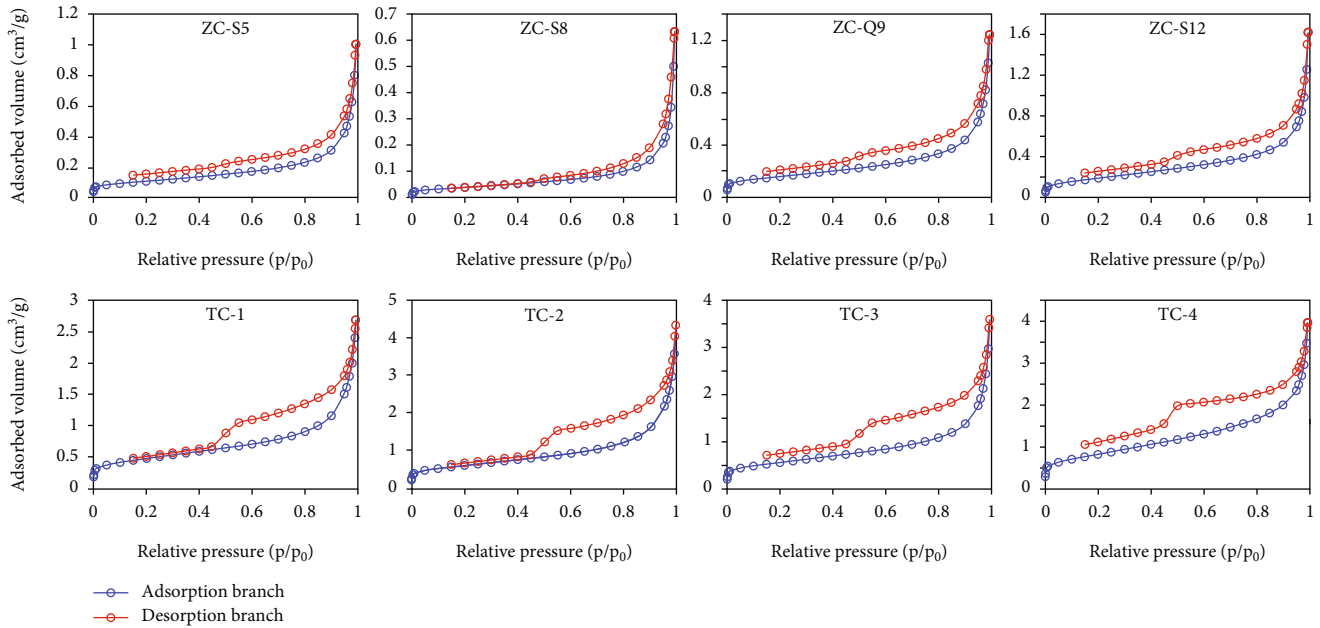 Adsorbed volume (cm³/g)
ZC-S5
1.2
1
0.8
0.6
0.4
0.2
0
0 0.2 0.4 0.6 0.8 1
Relative pressure (p/p₀)
ZC-S8
0.7
0.6
0.5
0.4
0.3
0.2
0.1
0
0 0.2 0.4 0.6 0.8 1
Relative pressure (p/p₀)
ZC-Q9
1.2
0.8
0.4
0
0 0.2 0.4 0.6 0.8 1
Relative pressure (p/p₀)
ZC-S12
1.6
1.2
0.8
0.4
0
0 0.2 0.4 0.6 0.8 1
Relative pressure (p/p₀)
Adsorbed volume (cm³/g)
TC-1
3
2.5
2
1.5
1
0.5
0
0 0.2 0.4 0.6 0.8 1
Relative pressure (p/p₀)
TC-2
5
4
3
2
1
0
0 0.2 0.4 0.6 0.8 1
Relative pressure (p/p₀)
TC-3
4
3
2
1
0
0 0.2 0.4 0.6 0.8 1
Relative pressure (p/p₀)
TC-4
4
3
2
1
0
0 0.2 0.4 0.6 0.8 1
Relative pressure (p/p₀)
Adsorption branch
Desorption branch